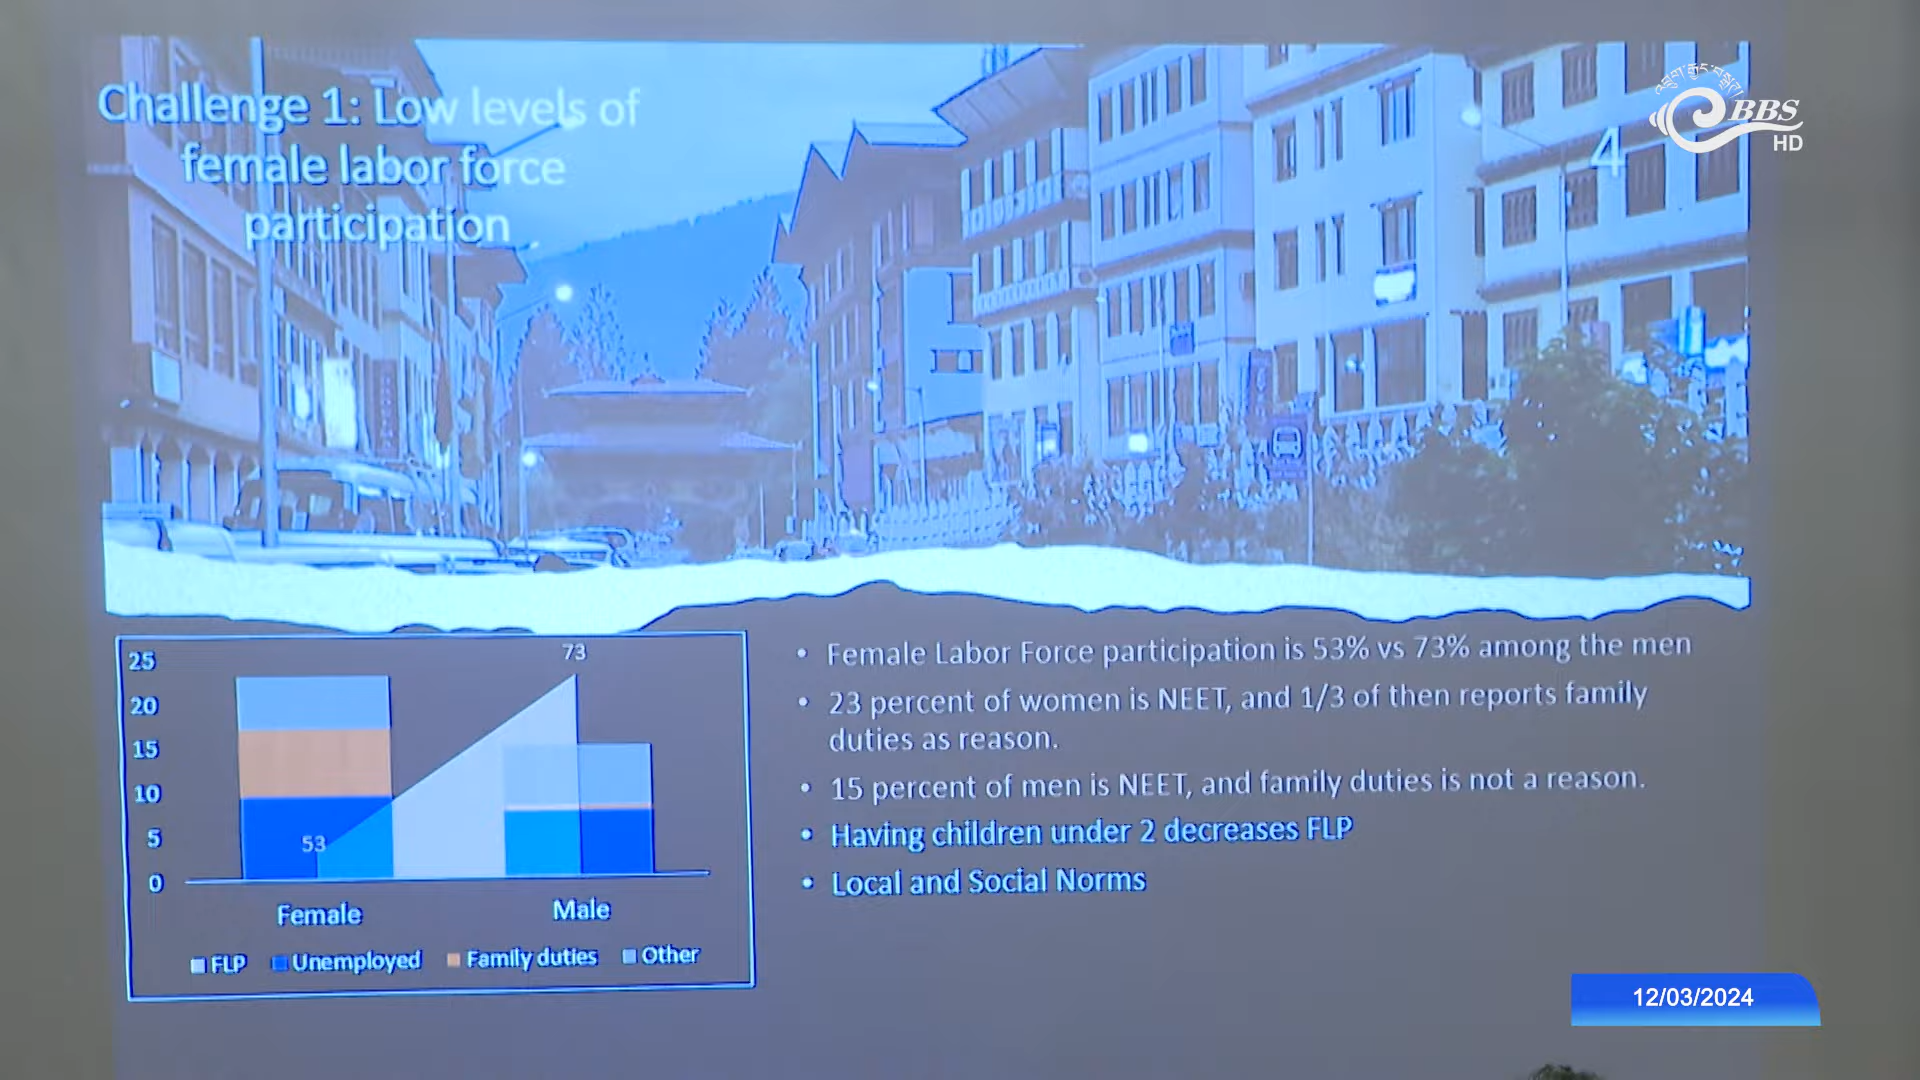 Challenge 1: Low levels of
female labor force
participation
4
འབྲུག་རྒྱང་བསྒྲགས
BBS
HD
25
20
15
10
5
0
73
53
Female
Male
FLP
Unemployed
Family duties
Other
• Female Labor Force participation is 53% vs 73% among the men
• 23 percent of women is NEET, and 1/3 of then reports family
duties as reason.
• 15 percent of men is NEET, and family duties is not a reason.
• Having children under 2 decreases FLP
• Local and Social Norms
12/03/2024